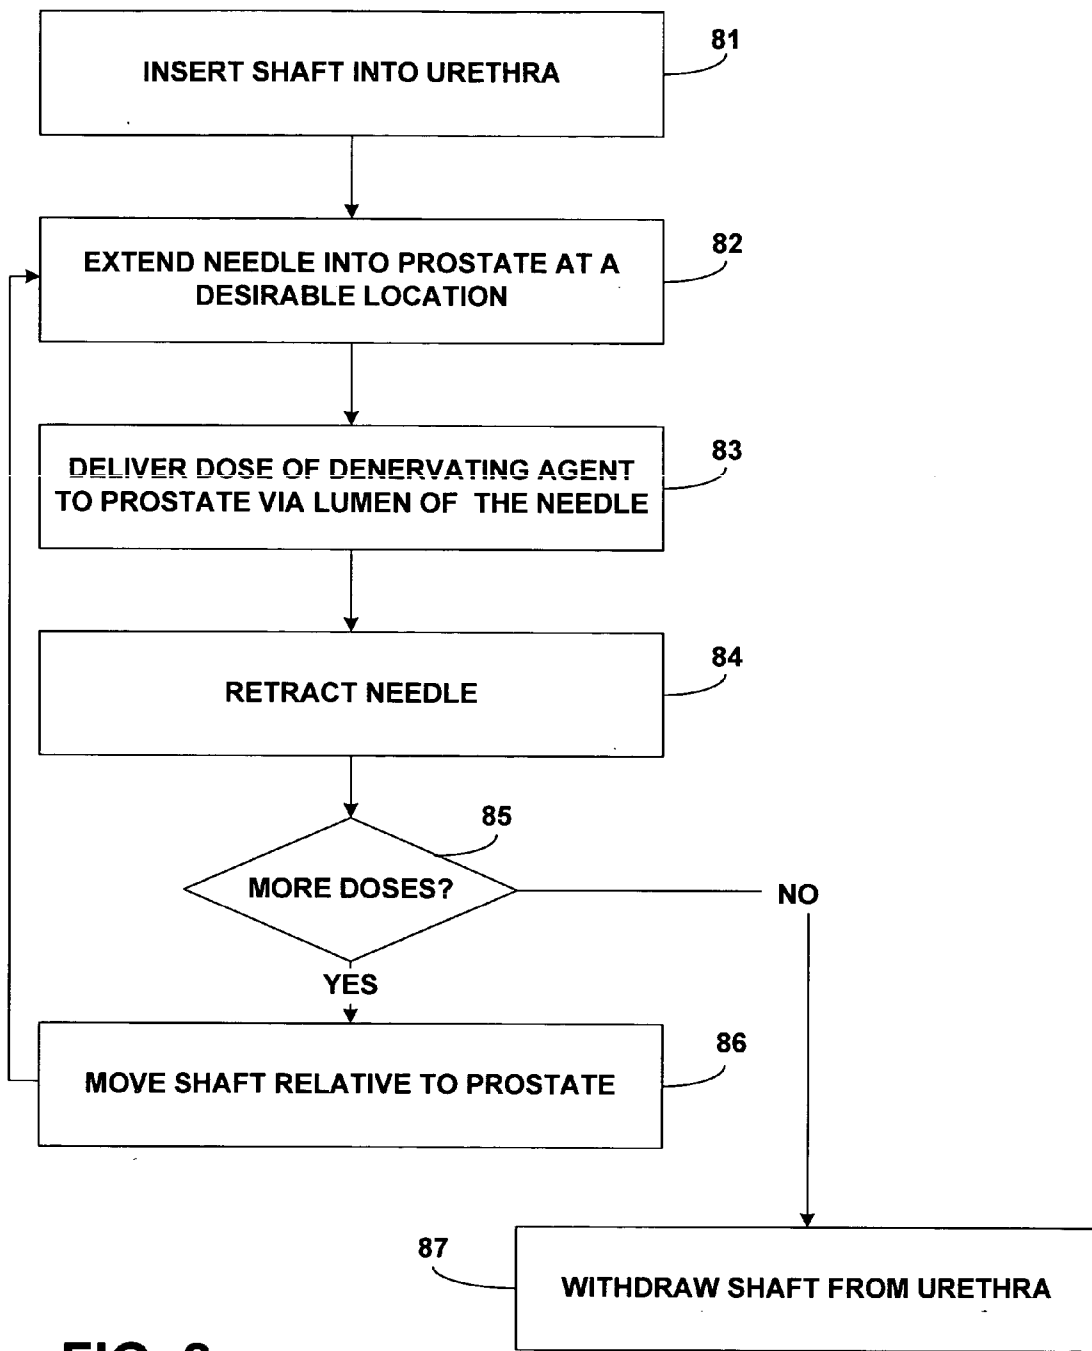 INSERT SHAFT INTO URETHRA
81
EXTEND NEEDLE INTO PROSTATE AT A
DESIRABLE LOCATION
82
DELIVER DOSE OF DENERVATING AGENT
TO PROSTATE VIA LUMEN OF THE NEEDLE
83
RETRACT NEEDLE
84
MORE DOSES?
85
NO
YES
MOVE SHAFT RELATIVE TO PROSTATE
86
WITHDRAW SHAFT FROM URETHRA
87
FIG.